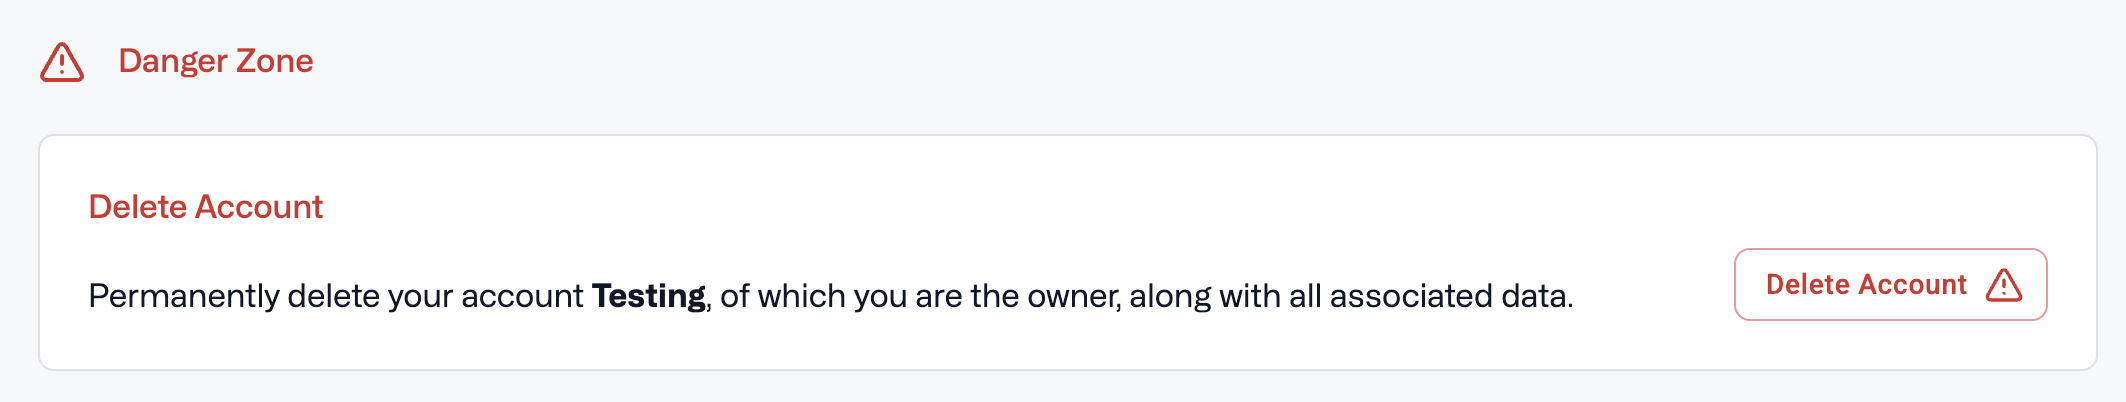 Danger Zone
Delete Account
Permanently delete your account Testing, of which you are the owner, along with all associated data.
Delete Account